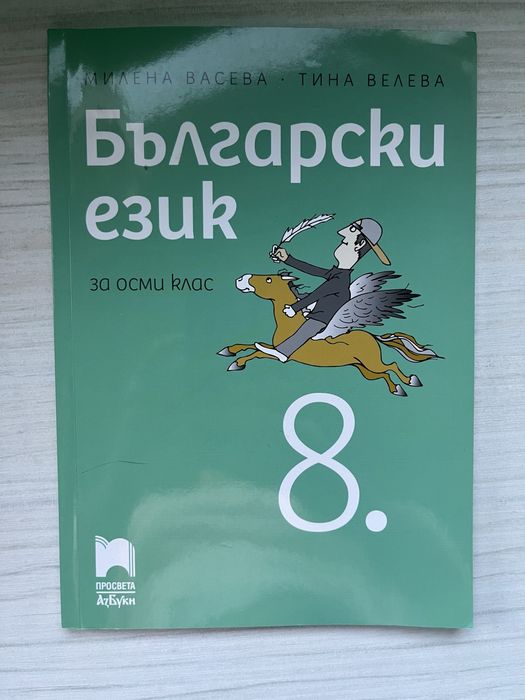 МИЛЕНА ВАСЕВА · ТИНА ВЕЛЕВА
Български
език
за осми клас
8.
ПРОСВЕТА
АзБуки